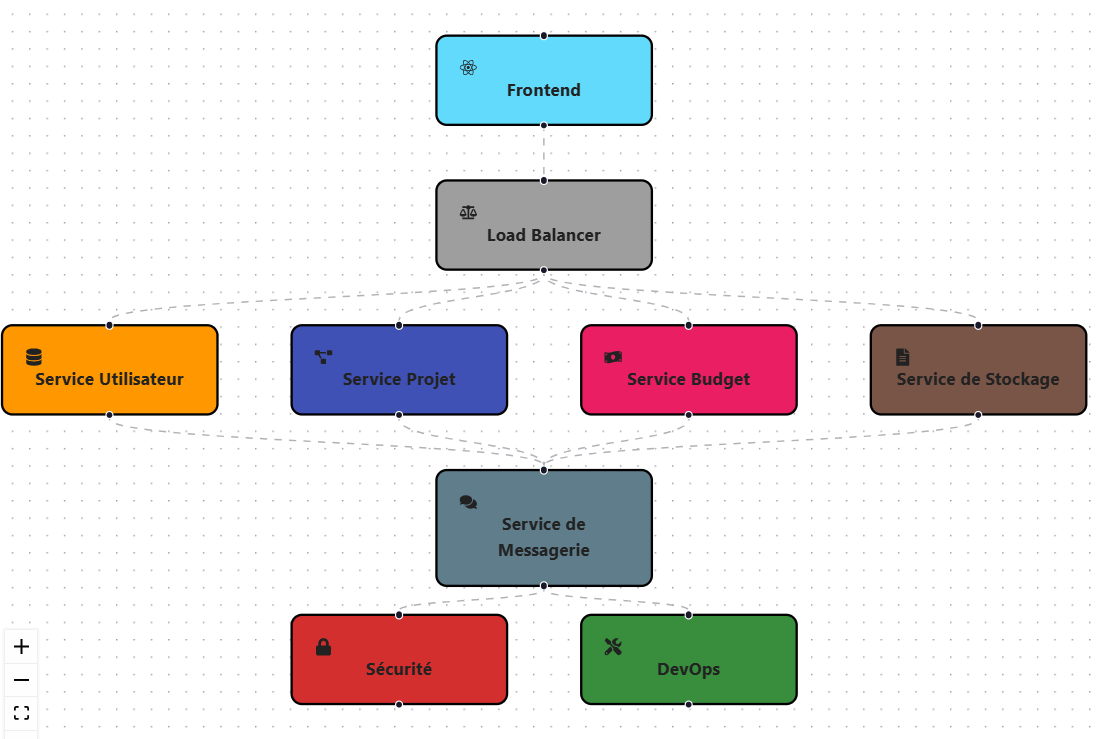 Frontend
Load Balancer
Service Utilisateur
Service Projet
Service Budget
Service de Stockage
Service de
Messagerie
Sécurité
DevOps